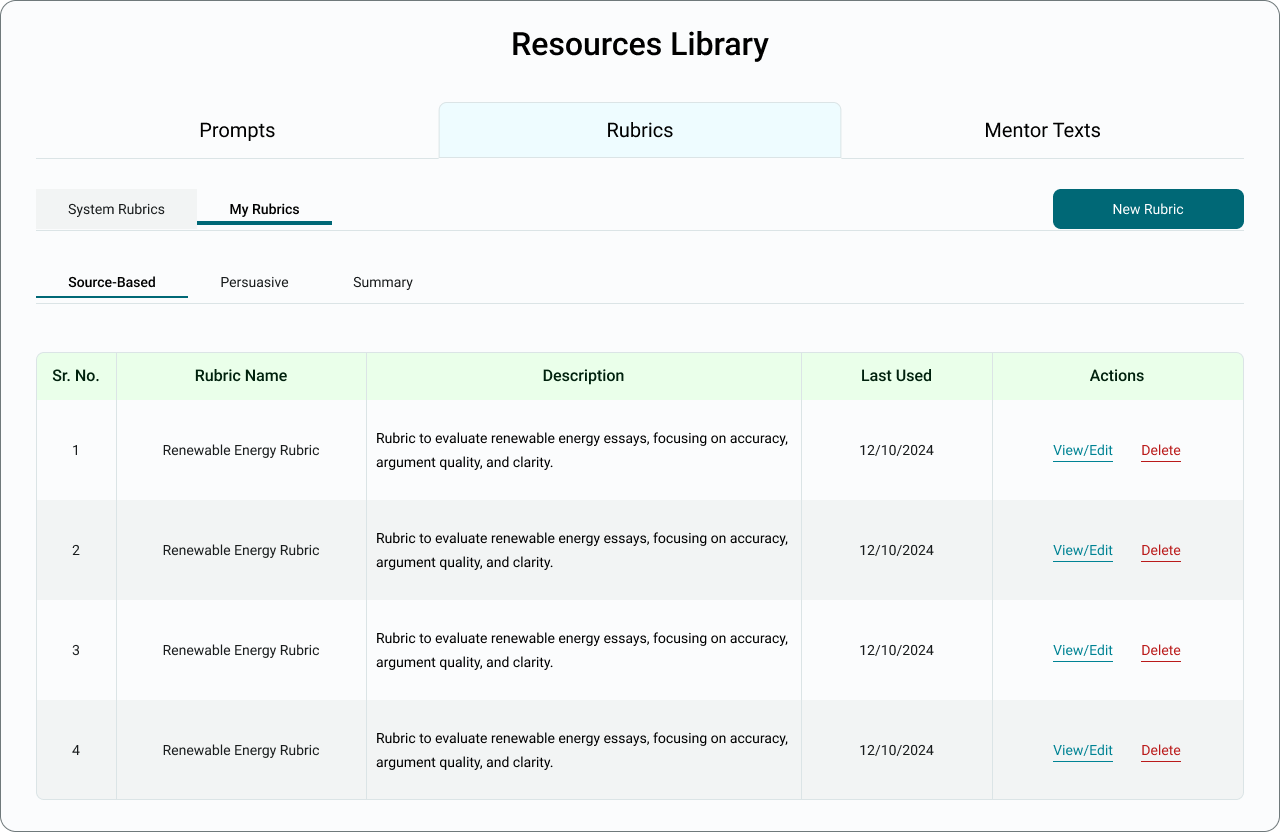 Resources Library
Prompts Rubrics Mentor Texts
System Rubrics My Rubrics New Rubric
Source-Based Persuasive Summary
Sr. No. Rubric Name Description Last Used Actions
1 Renewable Energy Rubric Rubric to evaluate renewable energy essays, focusing on accuracy, argument quality, and clarity. 12/10/2024 View/Edit Delete
2 Renewable Energy Rubric Rubric to evaluate renewable energy essays, focusing on accuracy, argument quality, and clarity. 12/10/2024 View/Edit Delete
3 Renewable Energy Rubric Rubric to evaluate renewable energy essays, focusing on accuracy, argument quality, and clarity. 12/10/2024 View/Edit Delete
4 Renewable Energy Rubric Rubric to evaluate renewable energy essays, focusing on accuracy, argument quality, and clarity. 12/10/2024 View/Edit Delete